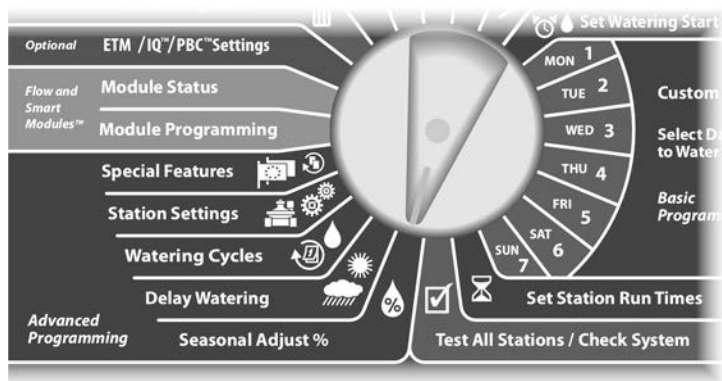 Set Watering Start
Optional
ETM /IQ™/PBC™Settings
Flow and
Smart
Modules™
Module Status
Module Programming
Special Features
Station Settings
Watering Cycles
Delay Watering
Seasonal Adjust %
Advanced
Programming
%
MON 1
TUE 2
WED 3
THU 4
FRI 5
SAT 6
SUN 7
Custom
Select Da
to Water
Basic
Program
Set Station Run Times
Test All Stations / Check System